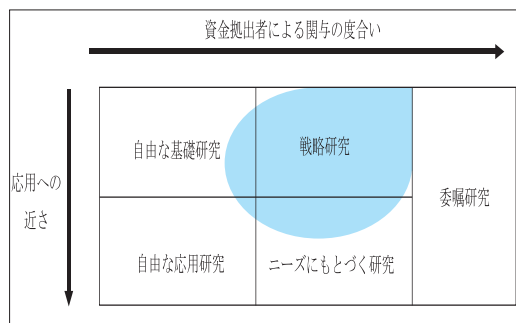 資金拠出者による関与の度合い
応用への
近さ
自由な基礎研究
戦略研究
委嘱研究
自由な応用研究
ニーズにもとづく研究